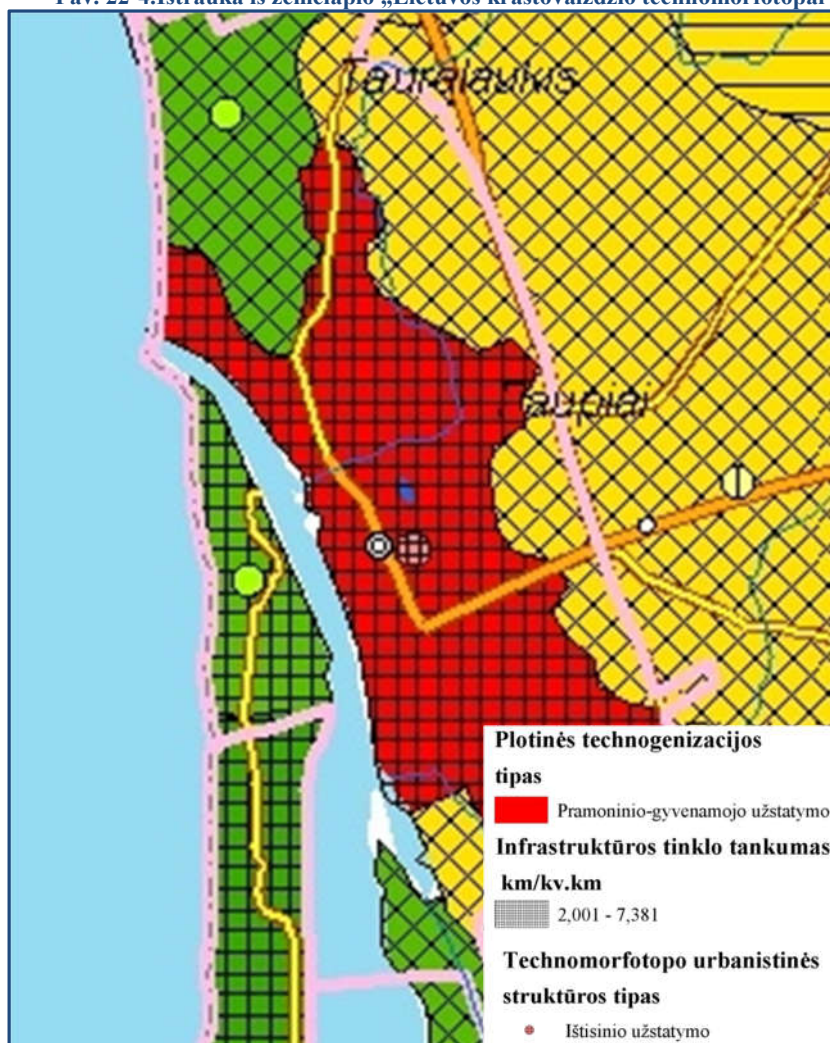 Pav. 22-4.Ištrauka iš žemėlapio „Lietuvos kraštovaizdžio technomorfotopai
Tauralaukis
Jaupiai
Plotinės technogenizacijos
tipas
Pramoninio-gyvenamojo užstatymo
Infrastruktūros tinklo tankumas
km/kv.km
2,001 - 7,381
Technomorfotopo urbanistinės
struktūros tipas
Ištisinio užstatymo